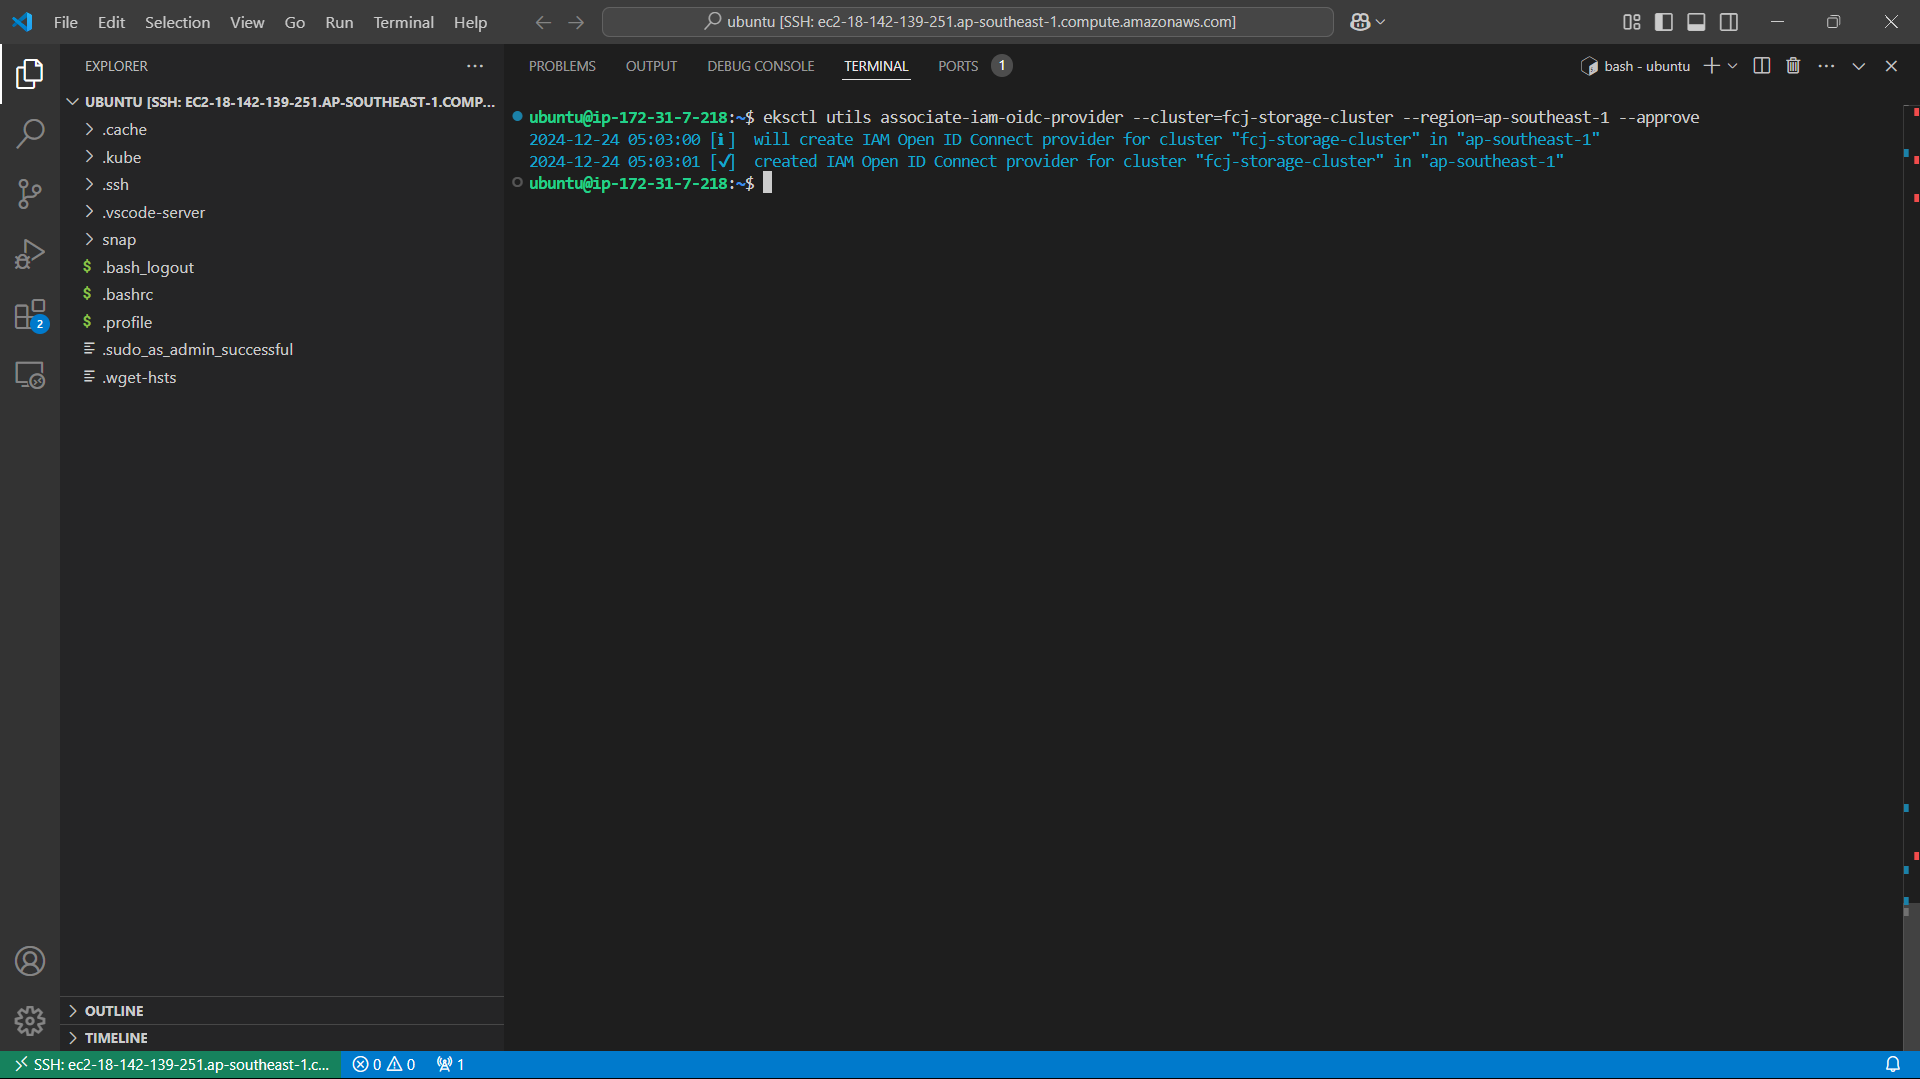 File Edit Selection View Go Run Terminal Help
ubuntu [SSH: ec2-18-142-139-251.ap-southeast-1.compute.amazonaws.com]
EXPLORER
PROBLEMS OUTPUT DEBUG CONSOLE TERMINAL PORTS 1
bash - ubuntu
UBUNTU [SSH: EC2-18-142-139-251.AP-SOUTHEAST-1.COMP...
.cache
.kube
.ssh
.vscode-server
snap
$ .bash_logout
$ .bashrc
$ .profile
.sudo_as_admin_successful
.wget-hsts
2
ubuntu@ip-172-31-7-218:~$ eksctl utils associate-iam-oidc-provider --cluster=fcj-storage-cluster --region=ap-southeast-1 --approve
2024-12-24 05:03:00 [ℹ]  will create IAM Open ID Connect provider for cluster "fcj-storage-cluster" in "ap-southeast-1"
2024-12-24 05:03:01 [✔]  created IAM Open ID Connect provider for cluster "fcj-storage-cluster" in "ap-southeast-1"
ubuntu@ip-172-31-7-218:~$
OUTLINE
TIMELINE
SSH: ec2-18-142-139-251.ap-southeast-1.c... 0 0 1